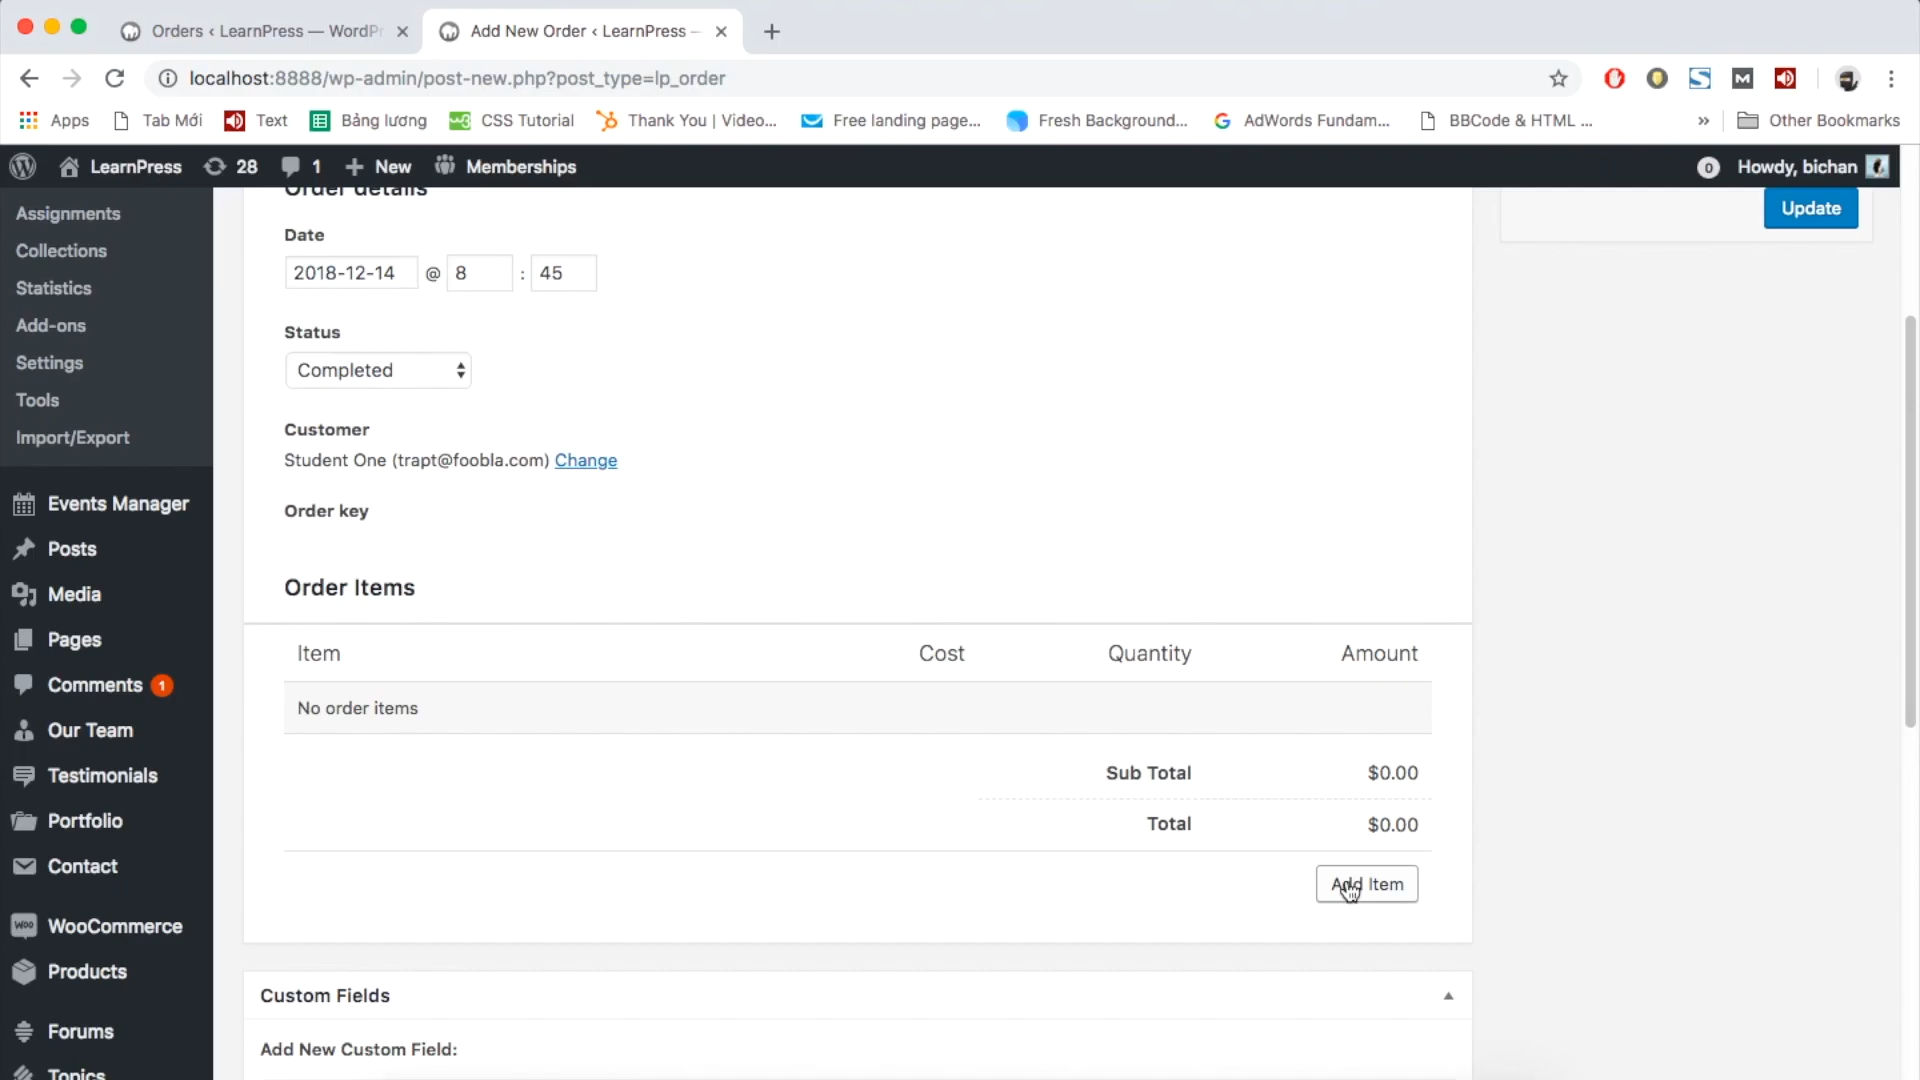 Orders ‹ LearnPress — WordPr
Add New Order ‹ LearnPress —
localhost:8888/wp-admin/post-new.php?post_type=lp_order
Apps
Tab Mới
Text
Bảng lương
CSS Tutorial
Thank You | Video...
Free landing page...
Fresh Background...
AdWords Fundam...
BBCode & HTML ...
»
Other Bookmarks
LearnPress
28
1
New
Memberships
0
Howdy, bichan
Assignments
Collections
Statistics
Add-ons
Settings
Tools
Import/Export
Events Manager
Posts
Media
Pages
Comments 1
Our Team
Testimonials
Portfolio
Contact
WooCommerce
Products
Forums
Topics
Order details
Date
2018-12-14 @ 8 : 45
Status
Completed
Customer
Student One (trapt@foobla.com) Change
Order key
Order Items
Item Cost Quantity Amount
No order items
Sub Total $0.00
Total $0.00
Add Item
Custom Fields
Add New Custom Field:
Update